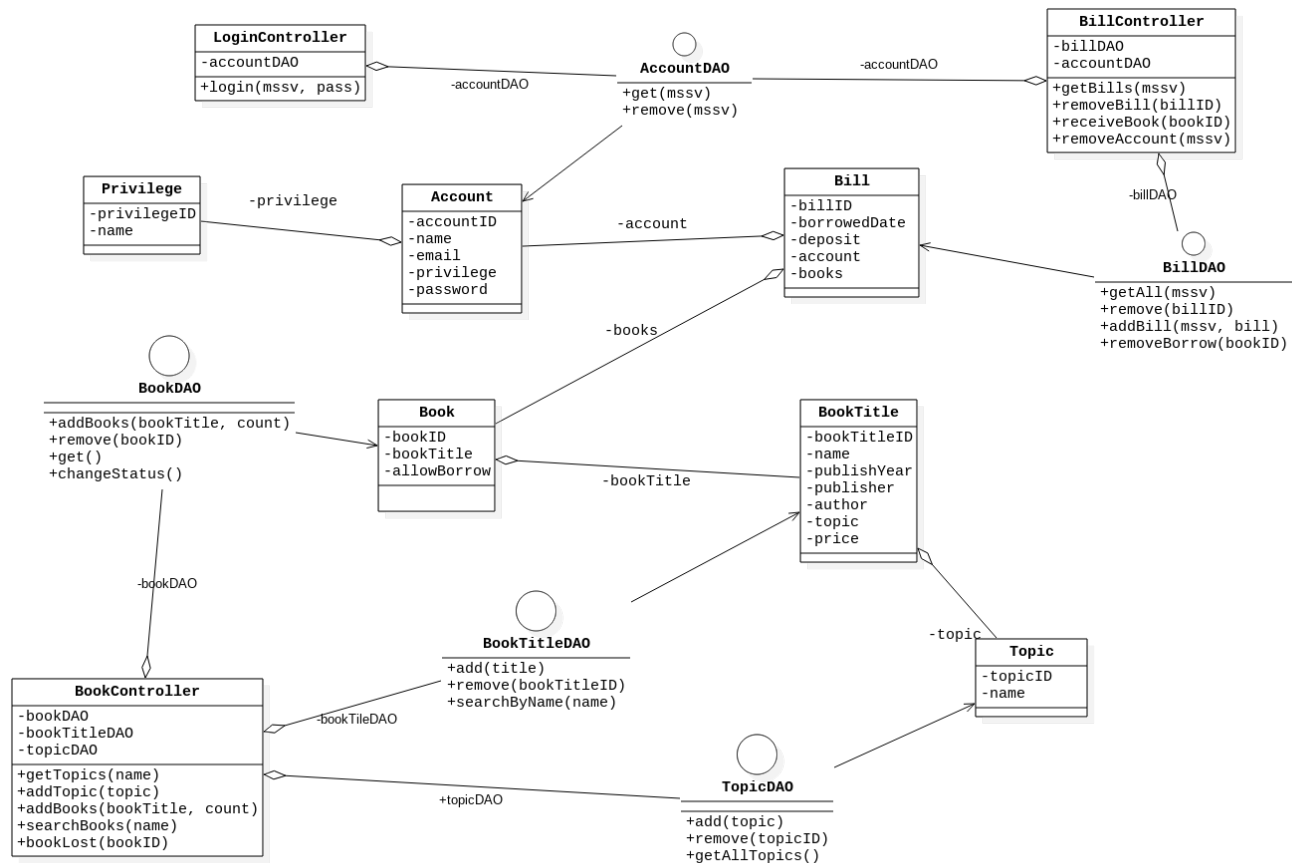 LoginController
-accountDAO
+login(mssv, pass)
-accountDAO
AccountDAO
+get(mssv)
+remove(mssv)
-accountDAO
BillController
-billDAO
-accountDAO
+getBills(mssv)
+removeBill(billID)
+receiveBook(bookID)
+removeAccount(mssv)
-billDAO
Privilege
-privilegeID
-name
-privilege
Account
-accountID
-name
-email
-privilege
-password
-account
Bill
-billID
-borrowedDate
-deposit
-account
-books
BillDAO
+getAll(mssv)
+remove(billID)
+addBill(mssv, bill)
+removeBorrow(bookID)
-books
BookDAO
+addBooks(bookTitle, count)
+remove(bookID)
+get()
+changeStatus()
Book
-bookID
-bookTitle
-allowBorrow
-bookTitle
BookTitle
-bookTitleID
-name
-publishYear
-publisher
-author
-topic
-price
-bookDAO
BookTitleDAO
+add(title)
+remove(bookTitleID)
+searchByName(name)
-topic
Topic
-topicID
-name
BookController
-bookDAO
-bookTitleDAO
-topicDAO
+getTopics(name)
+addTopic(topic)
+addBooks(bookTitle, count)
+searchBooks(name)
+bookLost(bookID)
-bookTileDAO
+topicDAO
TopicDAO
+add(topic)
+remove(topicID)
+getAllTopics()